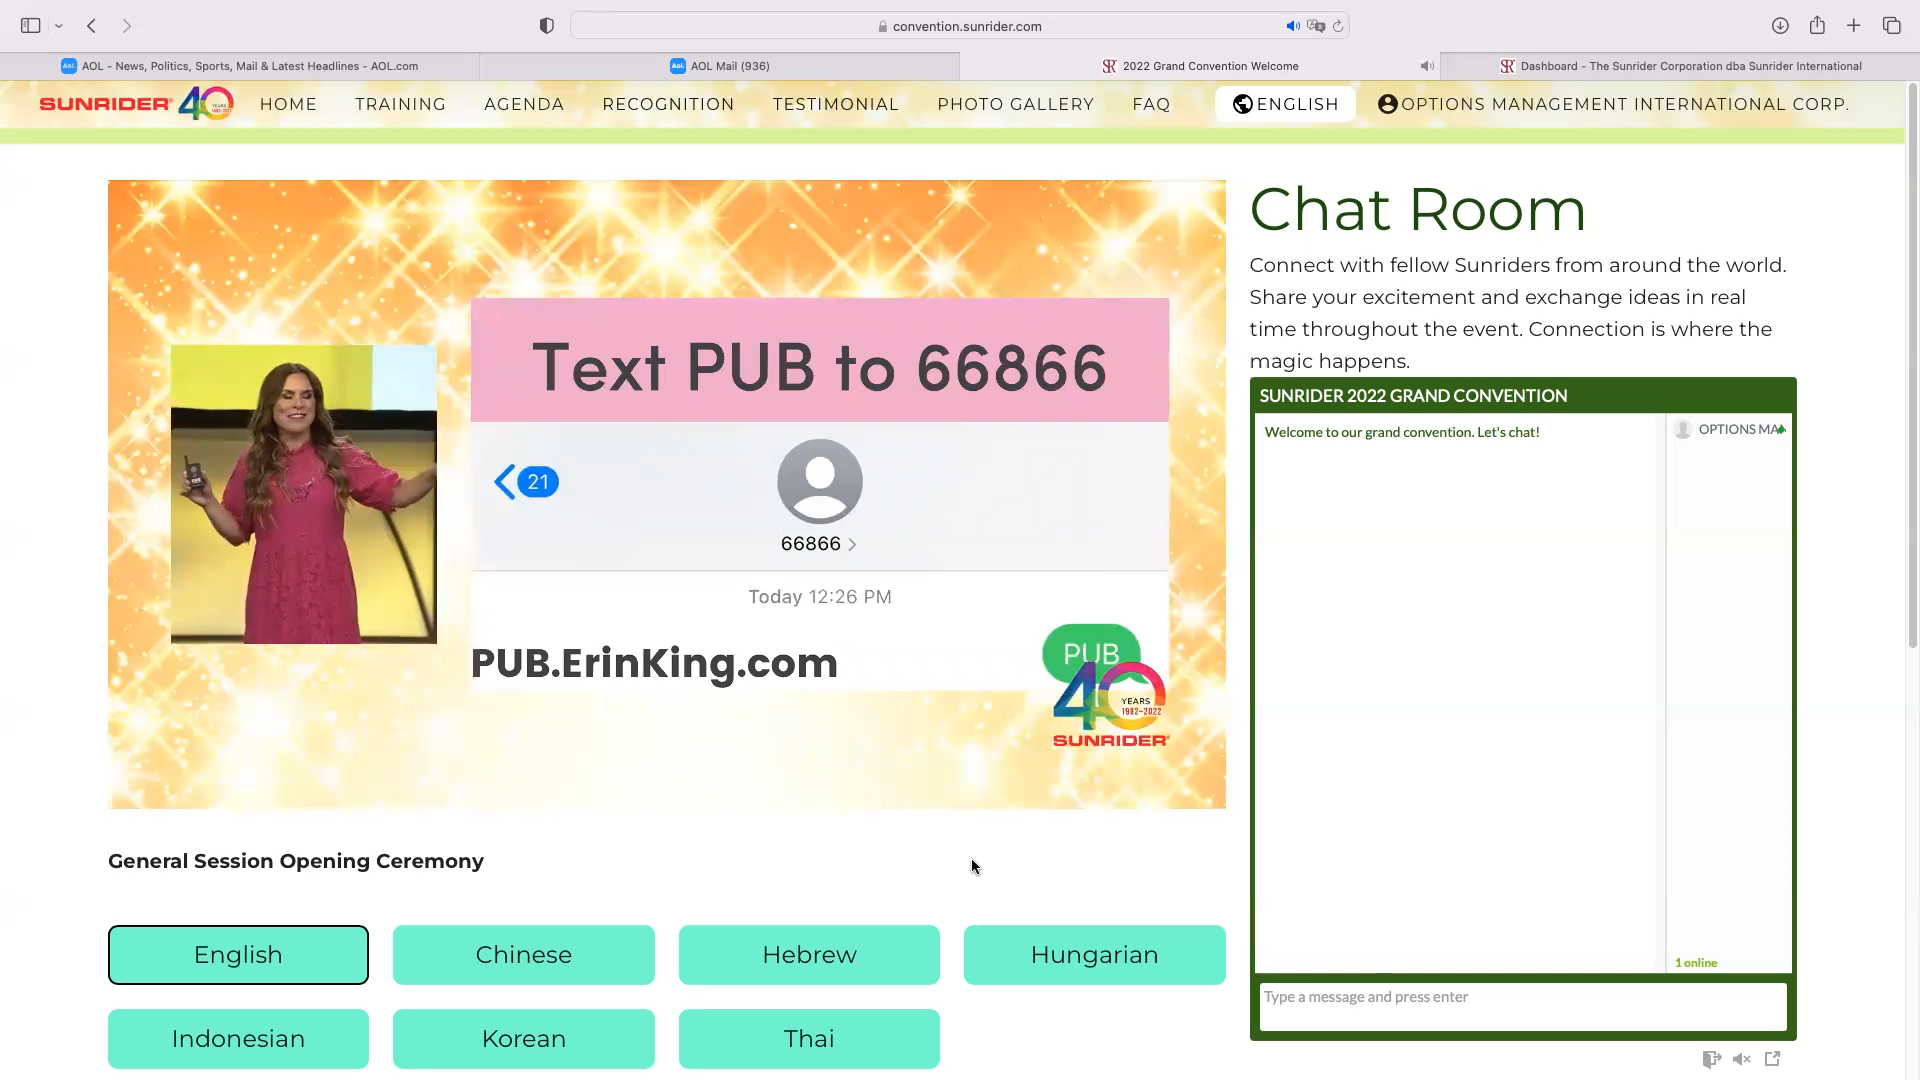 convention.sunrider.com
AOL - News, Politics, Sports, Mail & Latest Headlines - AOL.com
AOL Mail (936)
2022 Grand Convention Welcome
Dashboard - The Sunrider Corporation dba Sunrider International
SUNRIDER 40 YEARS
HOME
TRAINING
AGENDA
RECOGNITION
TESTIMONIAL
PHOTO GALLERY
FAQ
ENGLISH
OPTIONS MANAGEMENT INTERNATIONAL CORP.
Text PUB to 66866
21
66866
Today 12:26 PM
PUB.ErinKing.com
PUB
40 YEARS
1982-2022
SUNRIDER
Chat Room
Connect with fellow Sunriders from around the world.
Share your excitement and exchange ideas in real
time throughout the event. Connection is where the
magic happens.
SUNRIDER 2022 GRAND CONVENTION
Welcome to our grand convention. Let's chat!
OPTIONS MA
1 online
Type a message and press enter
General Session Opening Ceremony
English
Chinese
Hebrew
Hungarian
Indonesian
Korean
Thai